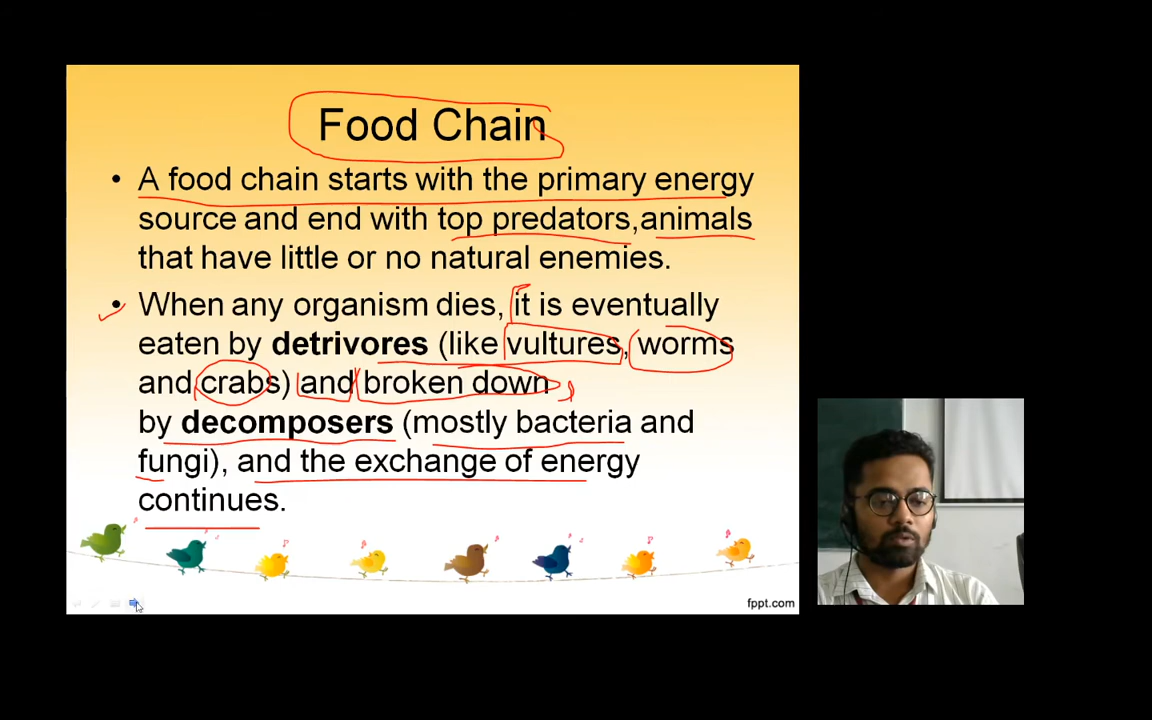 Food Chain
• A food chain starts with the primary energy
source and end with top predators,animals
that have little or no natural enemies.
• When any organism dies, it is eventually
eaten by detrivores (like vultures, worms
and crabs) and broken down
by decomposers (mostly bacteria and
fungi), and the exchange of energy
continues.
fppt.com